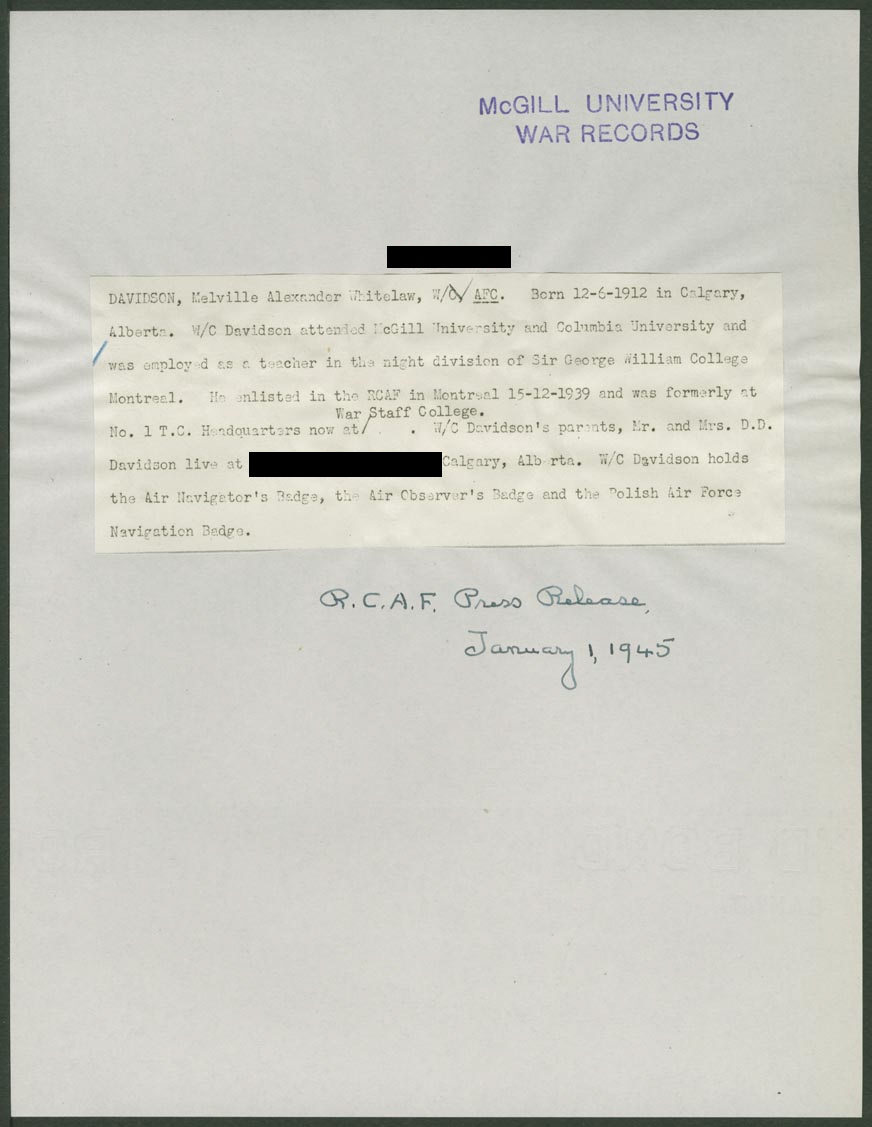 McGILL UNIVERSITY
WAR RECORDS
DAVIDSON, Melville Alexander Whitelaw, W/C AFC. Born 12-6-1912 in Calgary,
Alberta. W/C Davidson attended McGill University and Columbia University and
was employed as a teacher in the night division of Sir George William College
Montreal. He enlisted in the RCAF in Montreal 15-12-1939 and was formerly at
War Staff College.
No. 1 T.C. Headquarters now at/ . . W/C Davidson's parents, Mr. and Mrs. D.D.
Davidson live at Calgary, Alberta. W/C Davidson holds
the Air Navigator's Badge, the Air Observer's Badge and the Polish Air Force
Navigation Badge.
R.C.A.F. Press Release,
January 1, 1945